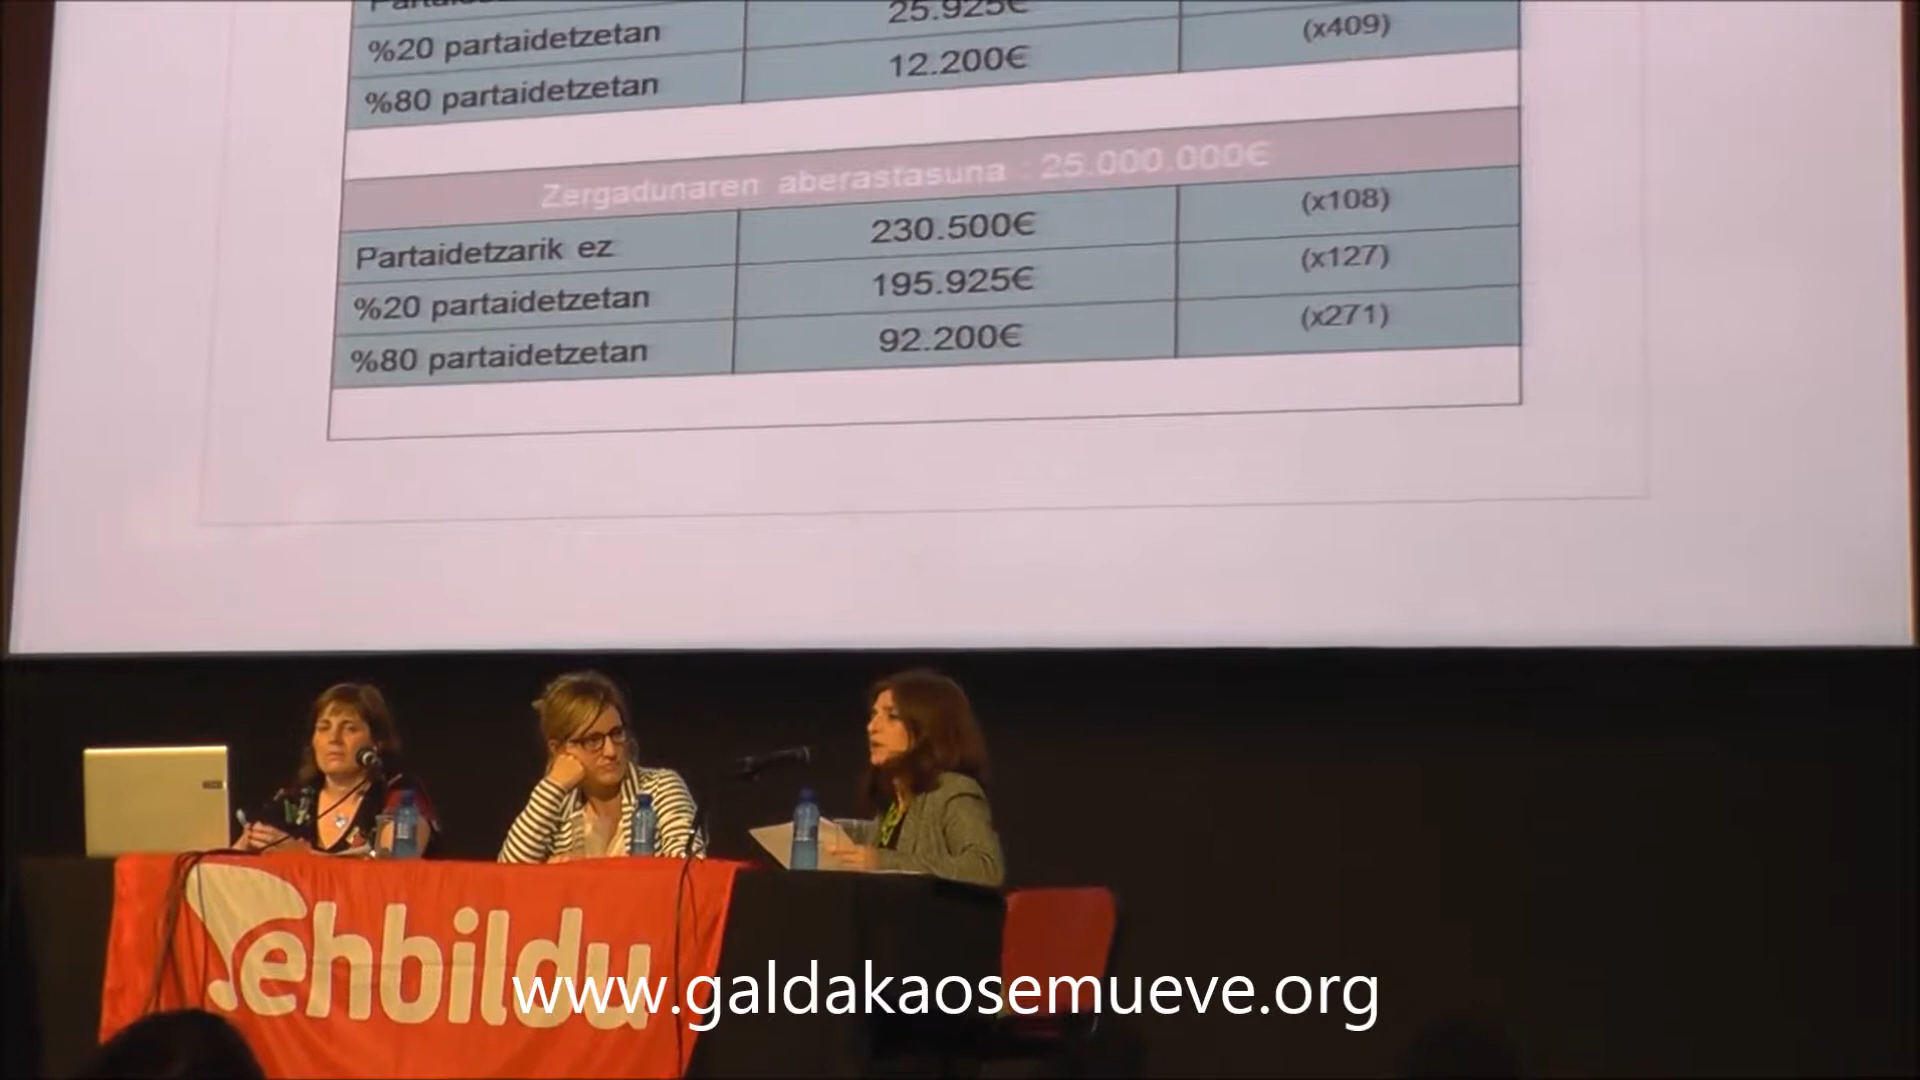 25.925€
%20 partaidetzetan
(x409)
12.200€
%80 partaidetzetan
Zergadunaren aberastasuna : 25.000.000€
Partaidetzarik ez 230.500€ (x108)
%20 partaidetzetan 195.925€ (x127)
%80 partaidetzetan 92.200€ (x271)
ehbildu
www.galdakaosemueve.org